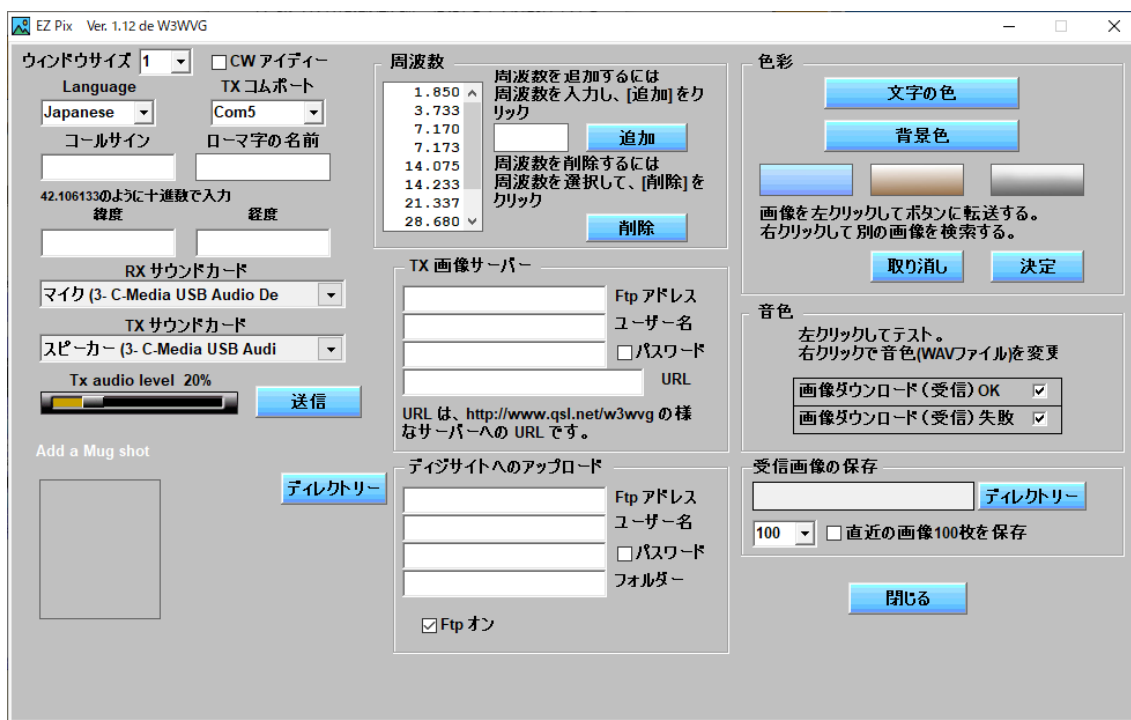 EZ Pix Ver. 1.12 de W3WVG
ウィンドウサイズ 1
CW アイディー
Language
TX コムポート
Japanese
Com5
コールサイン
ローマ字の名前
42.106133のように十進数で入力
緯度
経度
RX サウンドカード
マイク (3- C-Media USB Audio De
TX サウンドカード
スピーカー (3- C-Media USB Audi
Tx audio level 20%
送信
Add a Mug shot
ディレクトリー
周波数
1.850
3.733
7.170
7.173
14.075
14.233
21.337
28.680
周波数を追加するには
周波数を入力し、[追加] をク
リック
追加
周波数を削除するには
周波数を選択して、[削除] を
クリック
削除
TX 画像サーバー
Ftp アドレス
ユーザー名
パスワード
URL
URL は、http://www.qsl.net/w3wvg の様
なサーバーへの URL です。
ディジサイトへのアップロード
Ftp アドレス
ユーザー名
パスワード
フォルダー
Ftp オン
色彩
文字の色
背景色
画像を左クリックしてボタンに転送する。
右クリックして別の画像を検索する。
取り消し
決定
音色
左クリックしてテスト。
右クリックで音色(WAVファイル)を変更
画像ダウンロード（受信）OK
画像ダウンロード（受信）失敗
受信画像の保存
ディレクトリー
100
直近の画像100枚を保存
閉じる